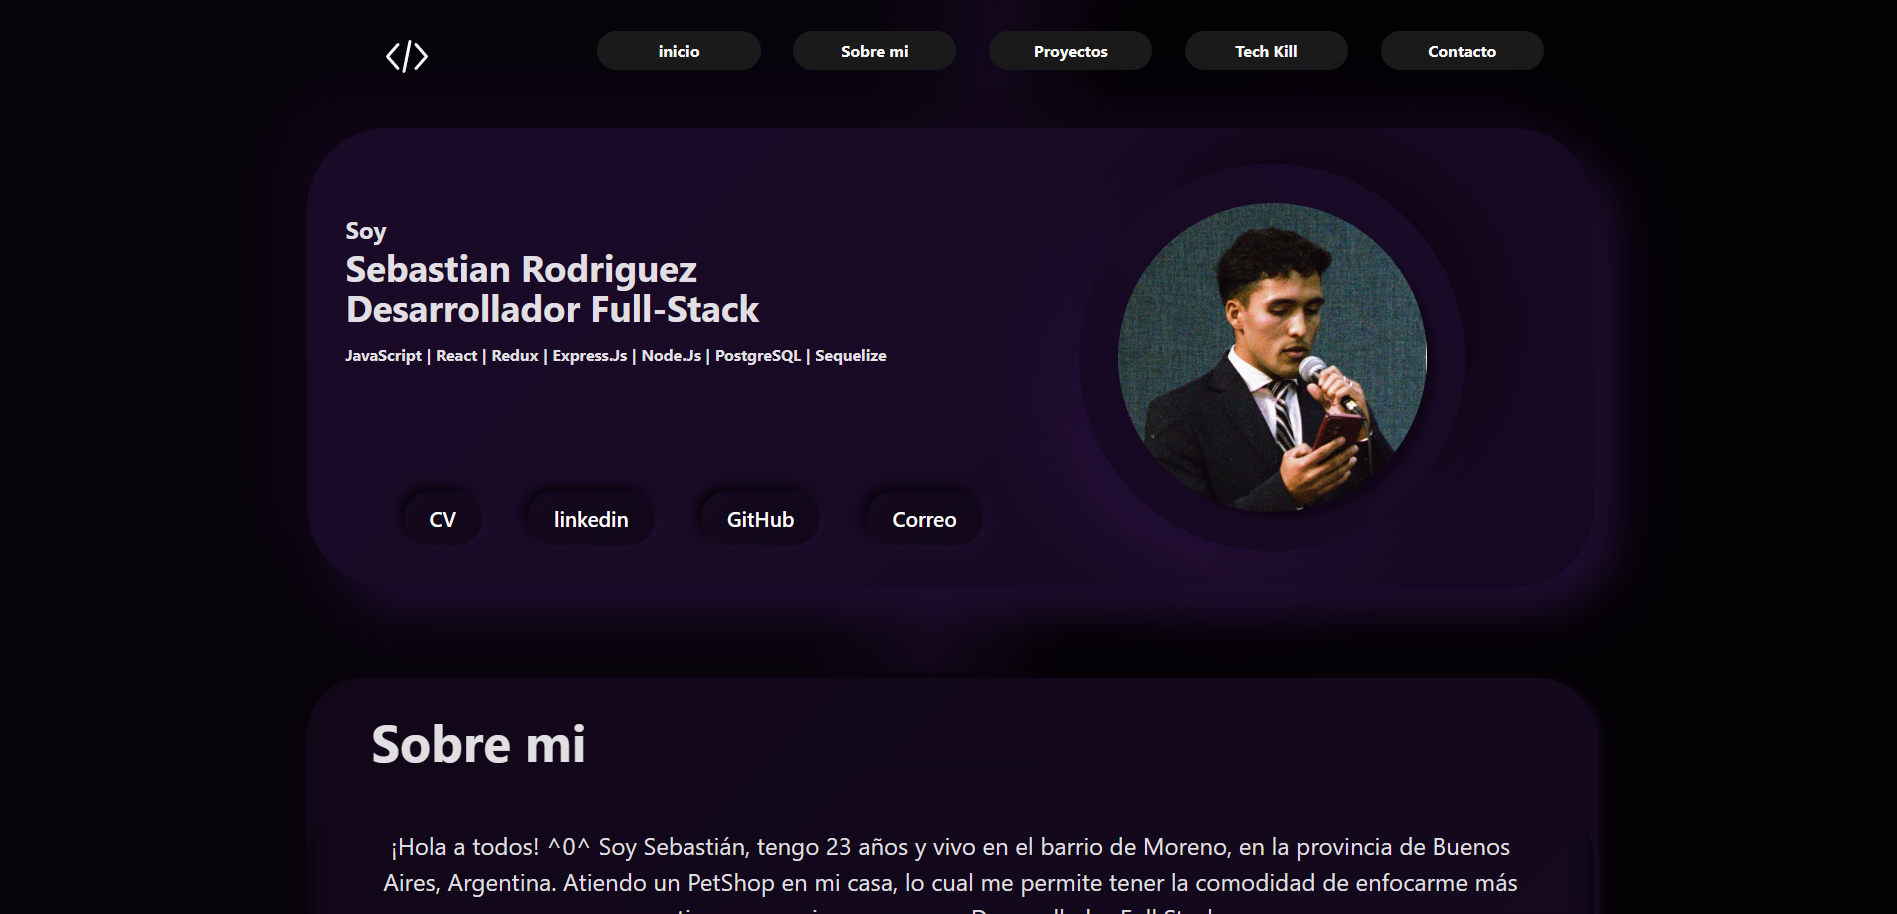 </>
inicio
Sobre mi
Proyectos
Tech Kill
Contacto
Soy
Sebastian Rodriguez
Desarrollador Full-Stack
JavaScript | React | Redux | Express.Js | Node.Js | PostgreSQL | Sequelize
CV
linkedin
GitHub
Correo
Sobre mi
¡Hola a todos! ^0^ Soy Sebastián, tengo 23 años y vivo en el barrio de Moreno, en la provincia de Buenos
Aires, Argentina. Atiendo un PetShop en mi casa, lo cual me permite tener la comodidad de enfocarme más